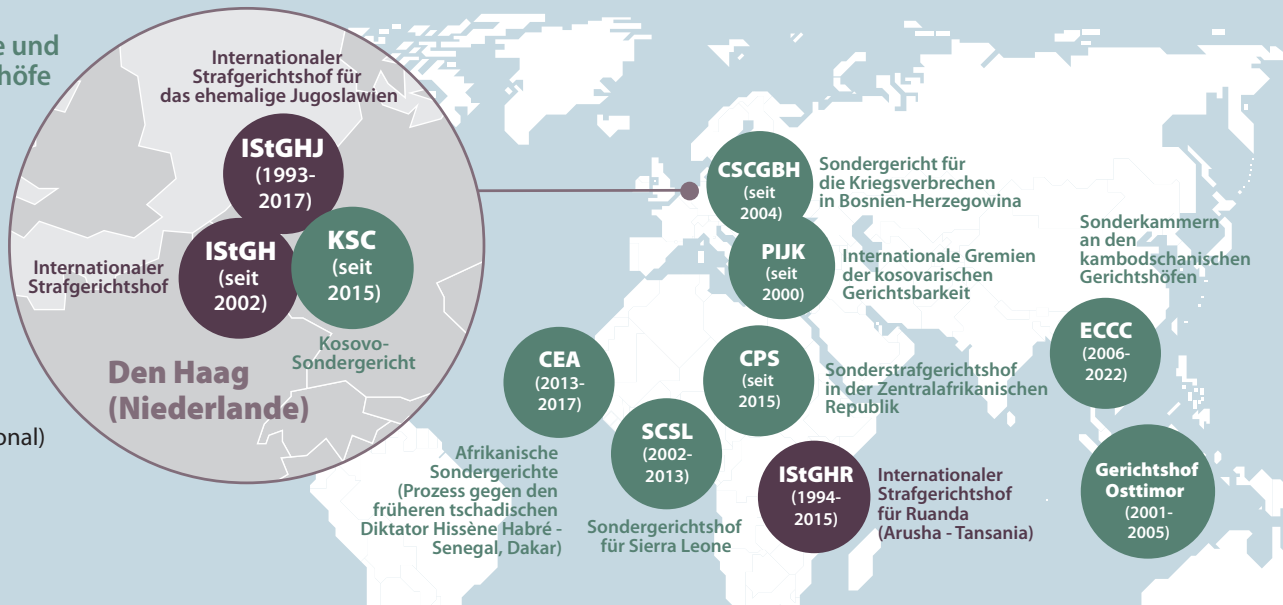 e und
höfe
Internationaler
Strafgerichtshof für
das ehemalige Jugoslawien
IStGHJ
(1993-
2017)
IStGH
(seit
2002)
KSC
(seit
2015)
Internationaler
Strafgerichtshof
Kosovo-
Sondergericht
Den Haag
(Niederlande)
onal)
CSCGBH
(seit
2004)
Sondergericht für
die Kriegsverbrechen
in Bosnien-Herzegowina
PIJK
(seit
2000)
Internationale Gremien
der kosovarischen
Gerichtsbarkeit
Sonderkammern
an den
kambodschanischen
Gerichtshöfen
ECCC
(2006-
2022)
CEA
(2013-
2017)
Afrikanische
Sondergerichte
(Prozess gegen den
früheren tschadischen
Diktator Hissène Habré -
Senegal, Dakar)
CPS
(seit
2015)
Sonderstrafgerichtshof
in der Zentralafrikanischen
Republik
SCSL
(2002-
2013)
Sondergerichtshof
für Sierra Leone
IStGHR
(1994-
2015)
Internationaler
Strafgerichtshof
für Ruanda
(Arusha - Tansania)
Gerichtshof
Osttimor
(2001-
2005)